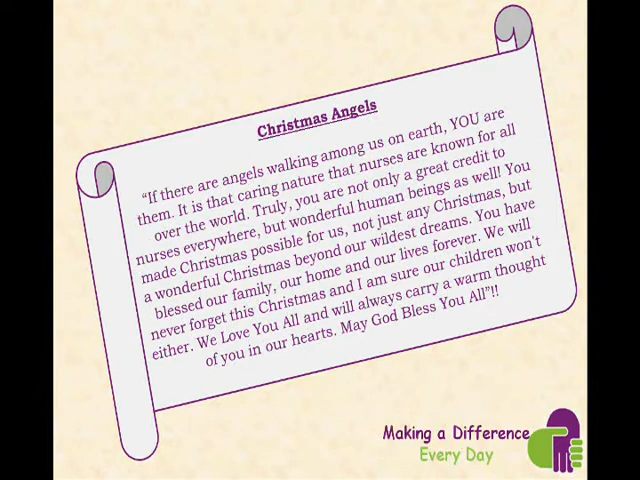 Christmas Angels
“If there are angels walking among us on earth, YOU are
them. It is that caring nature that nurses are known for all
over the world. Truly, you are not only a great credit to
nurses everywhere, but wonderful human beings as well! You
made Christmas possible for us, not just any Christmas, but
a wonderful Christmas beyond our wildest dreams. You have
blessed our family, our home and our lives forever. We will
never forget this Christmas and I am sure our children won't
either. We Love You All and will always carry a warm thought
of you in our hearts. May God Bless You All”!!
Making a Difference
Every Day